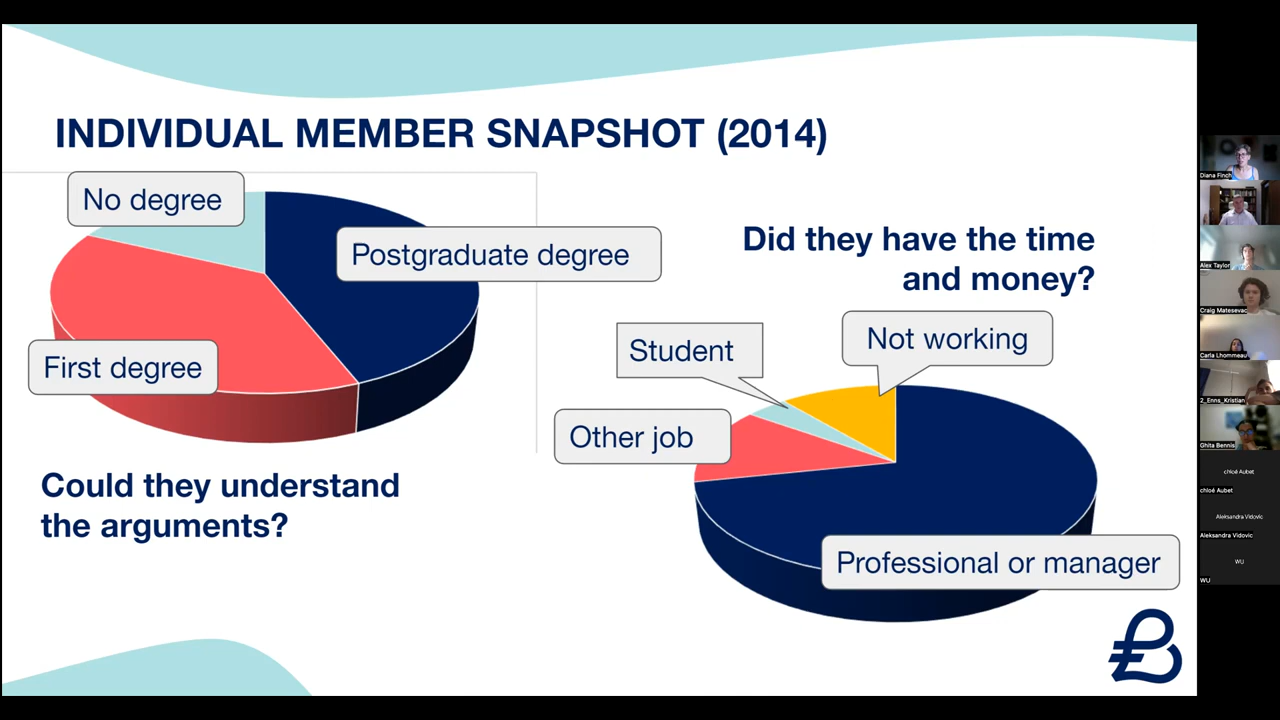 INDIVIDUAL MEMBER SNAPSHOT (2014)
No degree
Postgraduate degree
First degree
Could they understand
the arguments?
Did they have the time
and money?
Not working
Student
Other job
Professional or manager
Diana Finch
Alex Taylor
Craig Matesevac
Carla Lhommeau
2_Enns_Kristian
Ghita Bennis
chloé Aubet
chloé Aubet
Aleksandra Vidovic
Aleksandra Vidovic
WU
WU